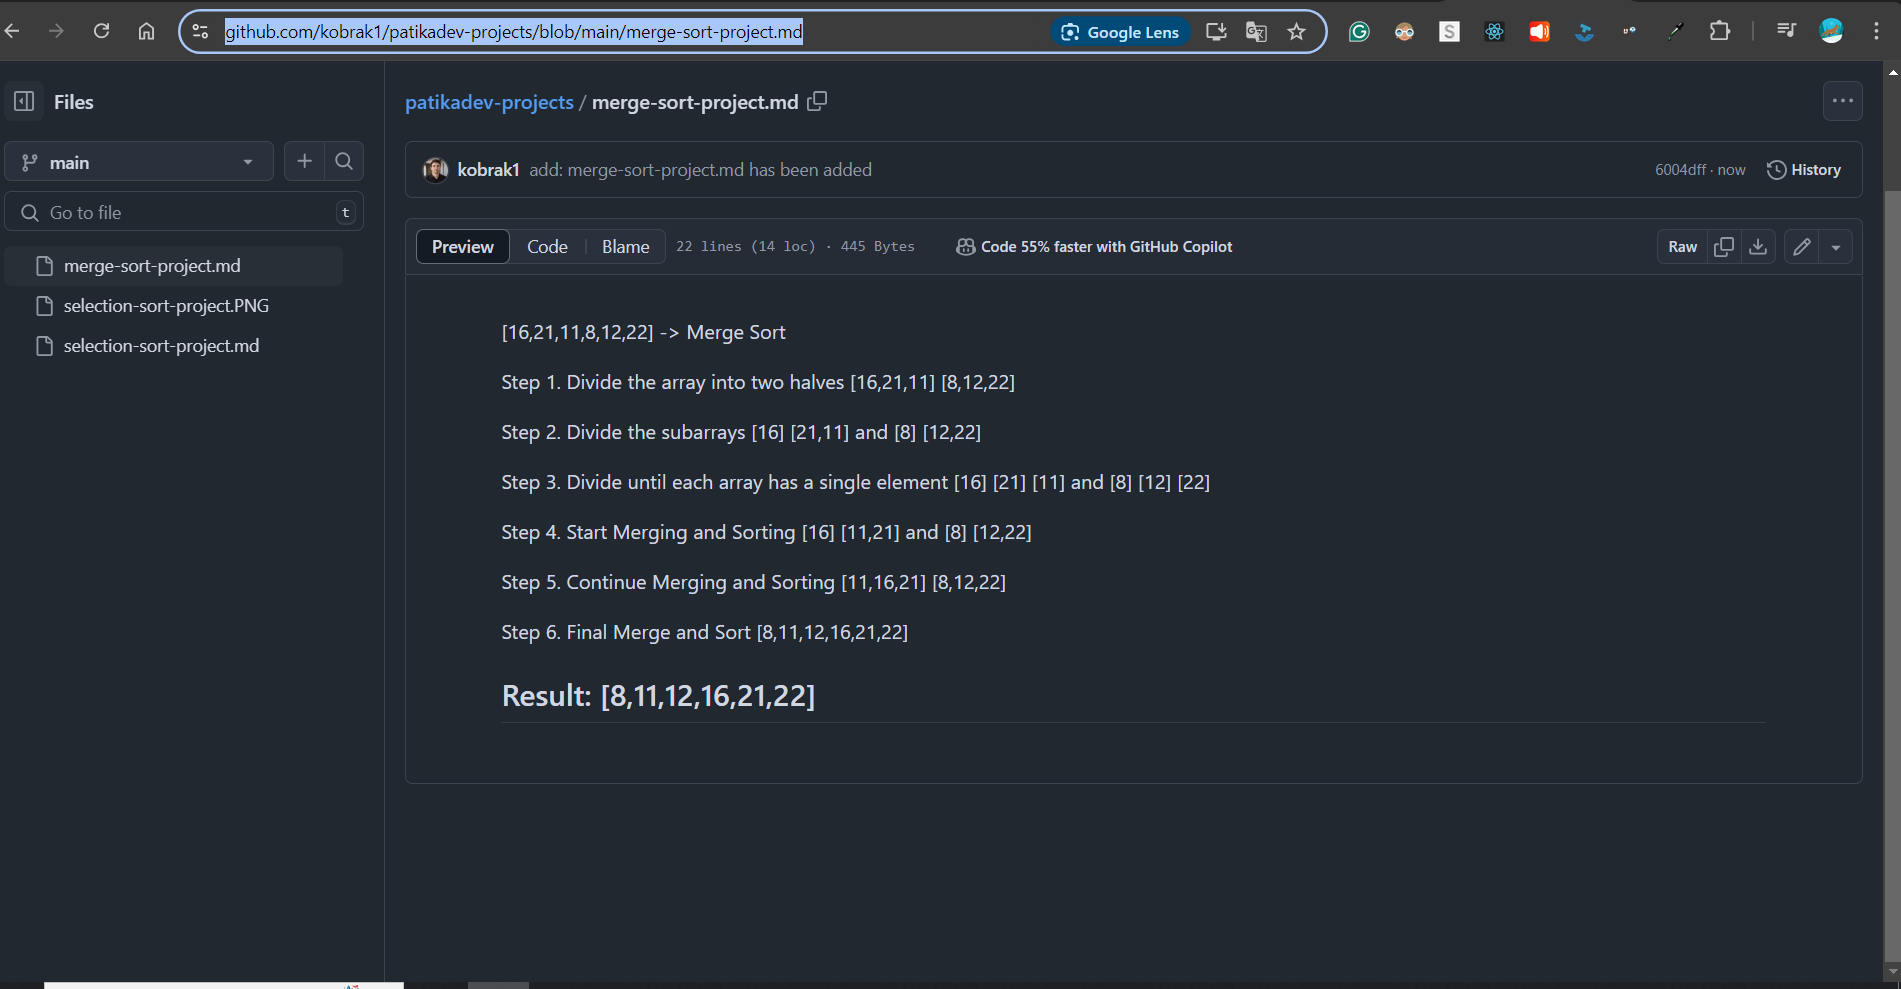 github.com/kobrak1/patikadev-projects/blob/main/merge-sort-project.md
Google Lens
Files
patikadev-projects / merge-sort-project.md
main
kobrak1 add: merge-sort-project.md has been added
6004dff · now
History
Go to file
t
Preview
Code
Blame
22 lines (14 loc) · 445 Bytes
Code 55% faster with GitHub Copilot
Raw
merge-sort-project.md
selection-sort-project.PNG
selection-sort-project.md
[16,21,11,8,12,22] -> Merge Sort
Step 1. Divide the array into two halves [16,21,11] [8,12,22]
Step 2. Divide the subarrays [16] [21,11] and [8] [12,22]
Step 3. Divide until each array has a single element [16] [21] [11] and [8] [12] [22]
Step 4. Start Merging and Sorting [16] [11,21] and [8] [12,22]
Step 5. Continue Merging and Sorting [11,16,21] [8,12,22]
Step 6. Final Merge and Sort [8,11,12,16,21,22]
Result: [8,11,12,16,21,22]